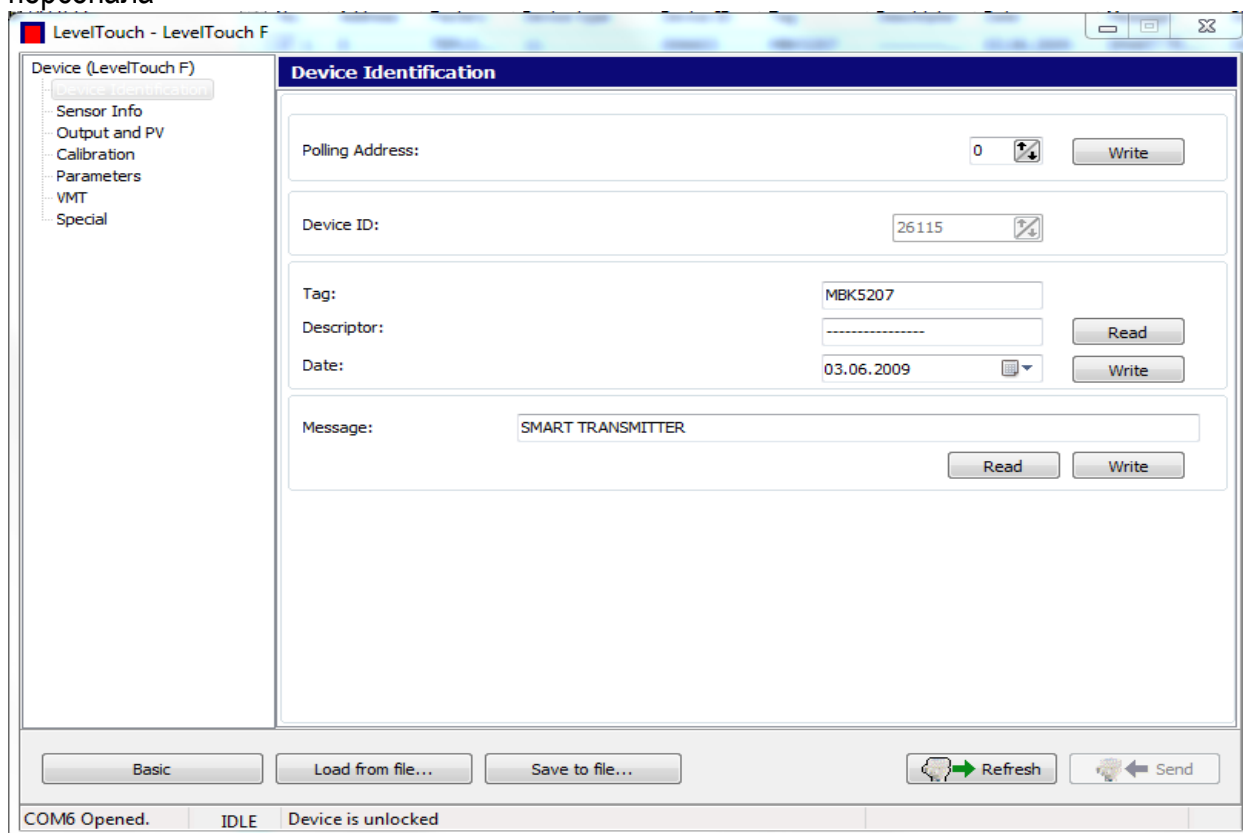 персонала
LevelTouch - LevelTouch F
Device (LevelTouch F)
Device Identification
Sensor Info
Output and PV
Calibration
Parameters
VMT
Special
Device Identification
Polling Address:
0
Write
Device ID:
26115
Tag:
MBK5207
Descriptor:
----------------
Read
Date:
03.06.2009
Write
Message:
SMART TRANSMITTER
Read
Write
Basic
Load from file...
Save to file...
Refresh
Send
COM6 Opened.
IDLE
Device is unlocked